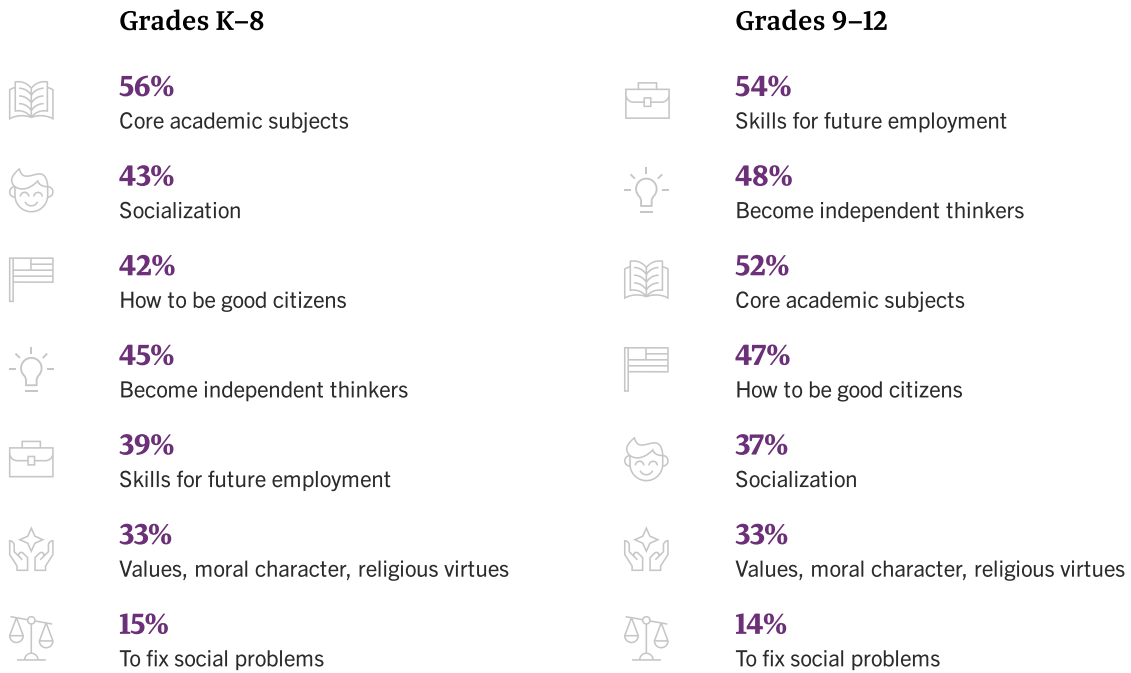 Grades K–8
56%
Core academic subjects
43%
Socialization
42%
How to be good citizens
45%
Become independent thinkers
39%
Skills for future employment
33%
Values, moral character, religious virtues
15%
To fix social problems
Grades 9–12
54%
Skills for future employment
48%
Become independent thinkers
52%
Core academic subjects
47%
How to be good citizens
37%
Socialization
33%
Values, moral character, religious virtues
14%
To fix social problems